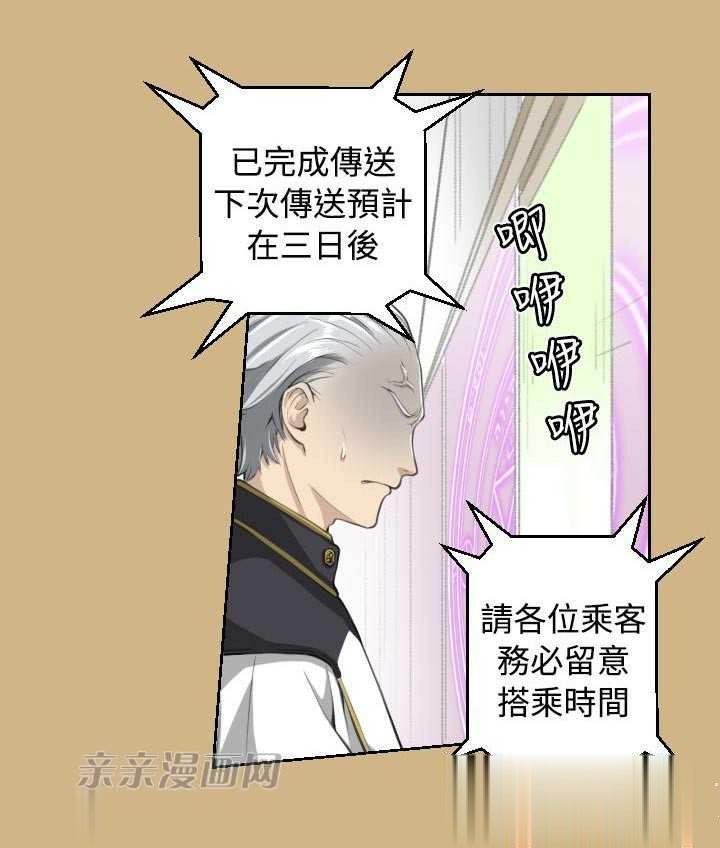 已完成傳送
下次傳送預計
在三日後
唧
咿
咿
咿
請各位乘客
務必留意
搭乘時間
亲亲漫画网